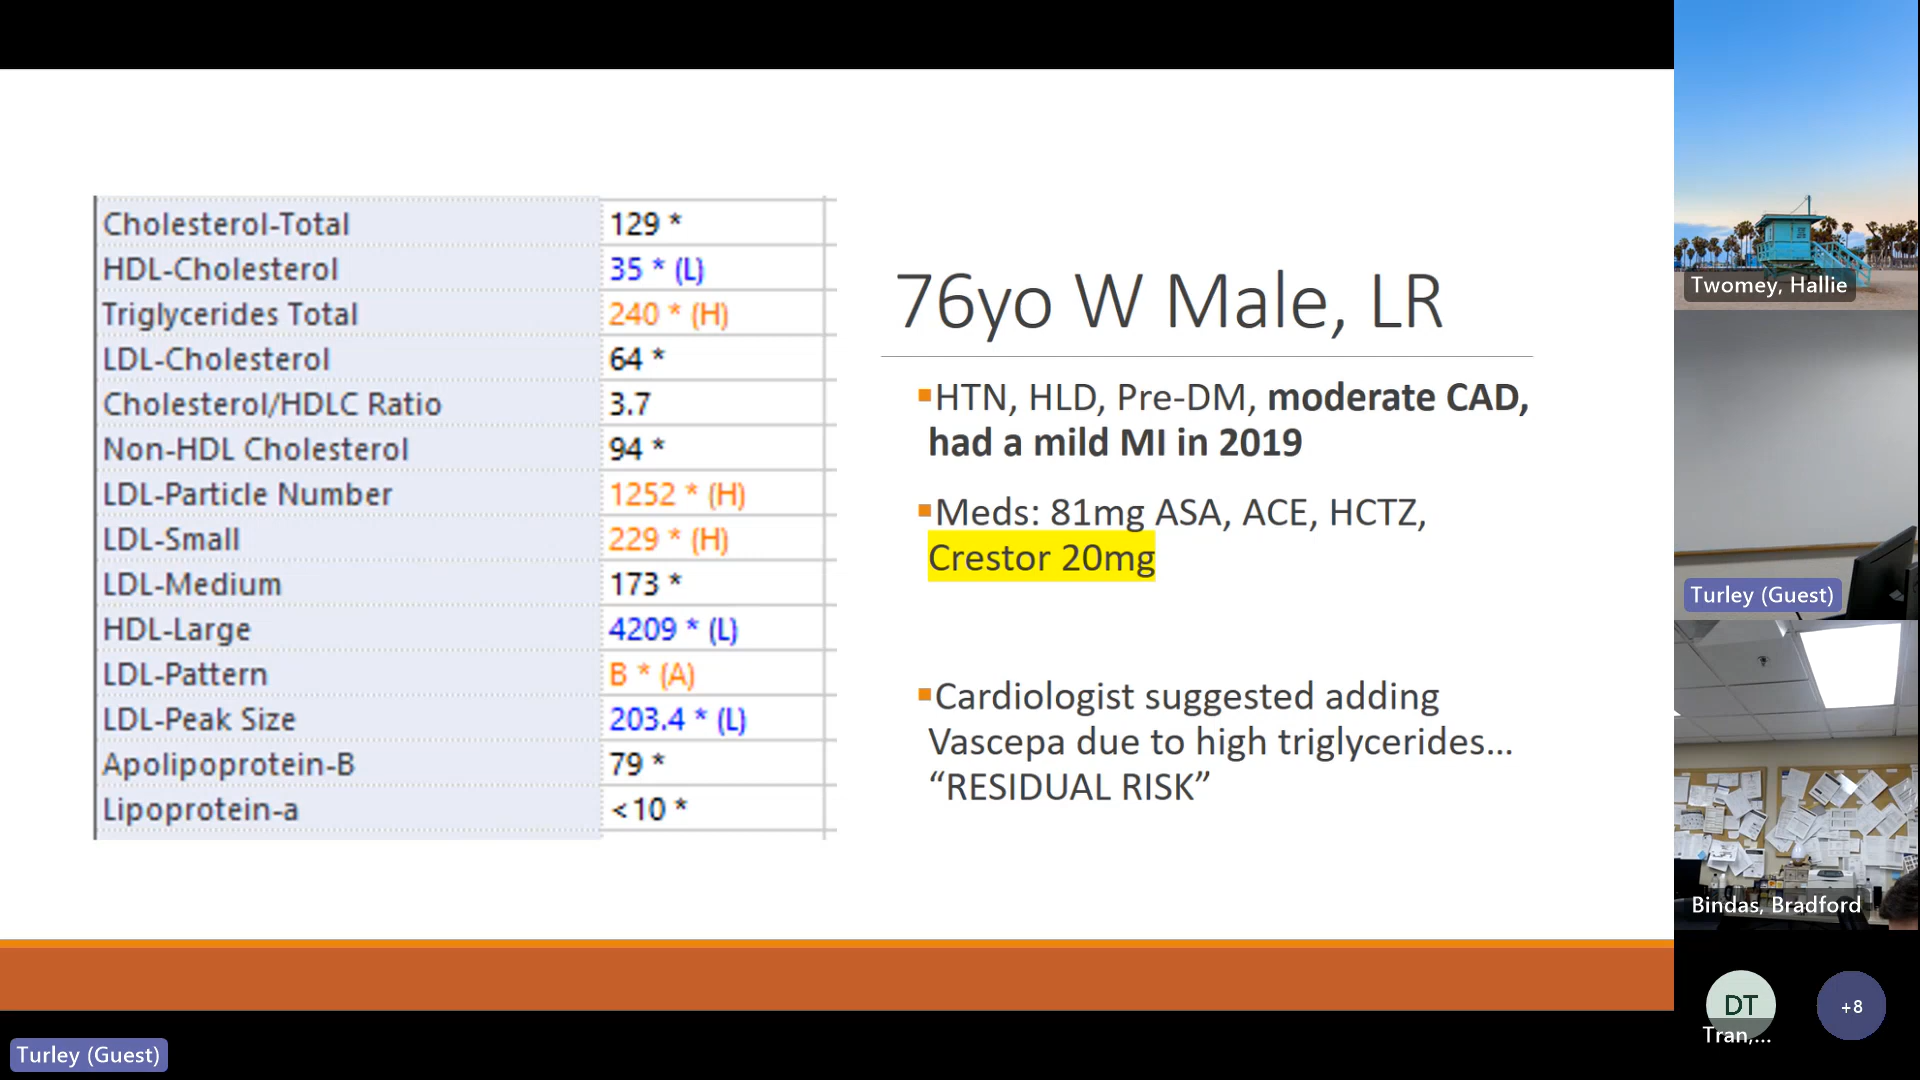 Cholesterol-Total 129 *
HDL-Cholesterol 35 * (L)
Triglycerides Total 240 * (H)
LDL-Cholesterol 64 *
Cholesterol/HDLC Ratio 3.7
Non-HDL Cholesterol 94 *
LDL-Particle Number 1252 * (H)
LDL-Small 229 * (H)
LDL-Medium 173 *
HDL-Large 4209 * (L)
LDL-Pattern B * (A)
LDL-Peak Size 203.4 * (L)
Apolipoprotein-B 79 *
Lipoprotein-a <10 *
76yo W Male, LR
▪HTN, HLD, Pre-DM, moderate CAD,
had a mild MI in 2019
▪Meds: 81mg ASA, ACE, HCTZ,
Crestor 20mg
▪Cardiologist suggested adding
Vascepa due to high triglycerides…
“RESIDUAL RISK”
Twomey, Hallie
Turley (Guest)
Bindas, Bradford
DT
+8
Tran,...
Turley (Guest)